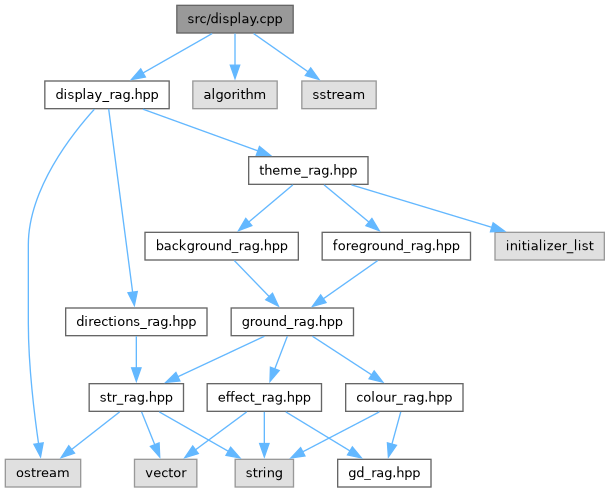 src/display.cpp
display_rag.hpp
algorithm
sstream
theme_rag.hpp
background_rag.hpp
foreground_rag.hpp
initializer_list
directions_rag.hpp
ground_rag.hpp
str_rag.hpp
effect_rag.hpp
colour_rag.hpp
ostream
vector
string
gd_rag.hpp